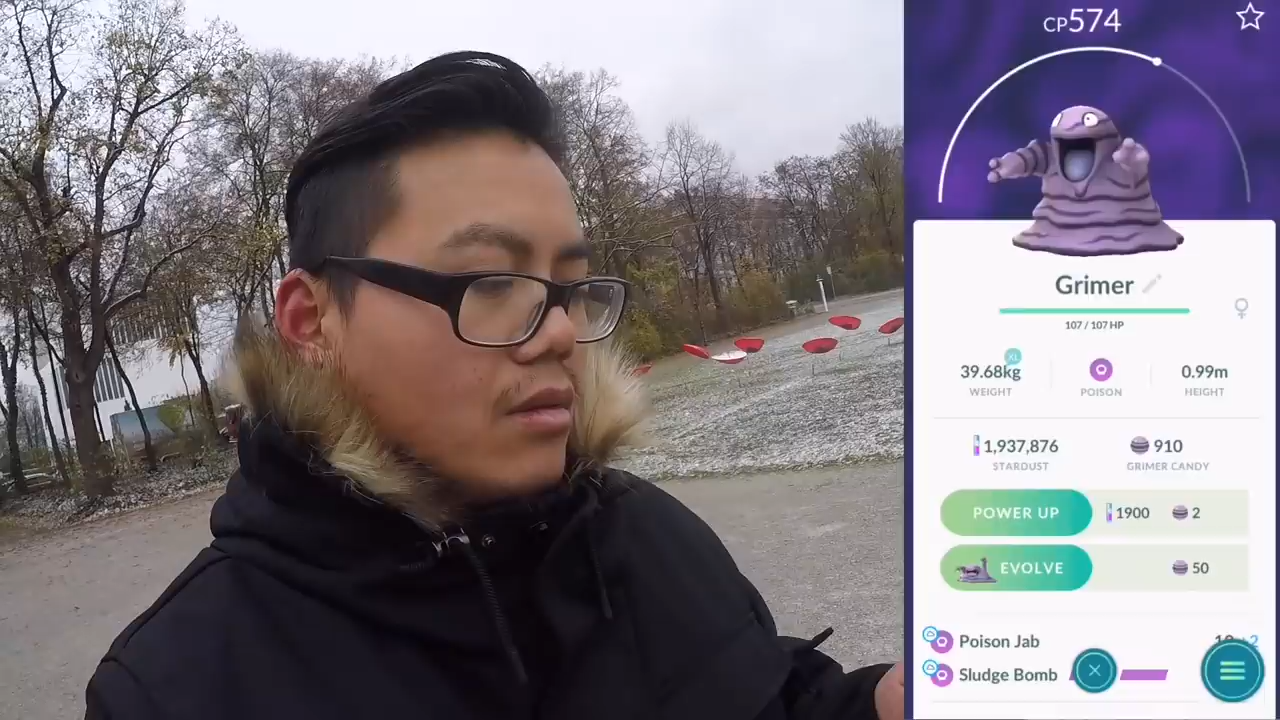 CP574
Grimer
107 / 107 HP
XL
39.68kg
WEIGHT
POISON
0.99m
HEIGHT
1,937,876
STARDUST
910
GRIMER CANDY
POWER UP
1900
2
EVOLVE
50
Poison Jab
Sludge Bomb